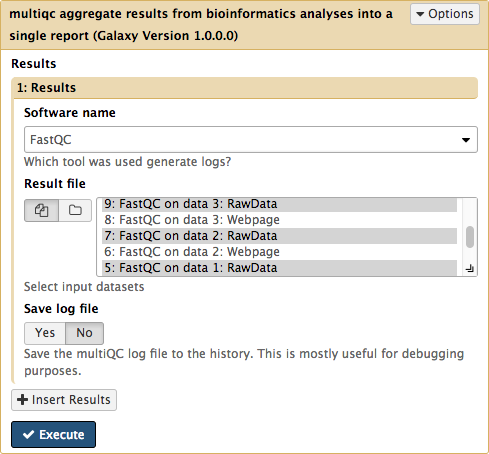 multiqc aggregate results from bioinformatics analyses into a
single report (Galaxy Version 1.0.0.0)
Options
Results
1: Results
Software name
FastQC
Which tool was used generate logs?
Result file
9: FastQC on data 3: RawData
8: FastQC on data 3: Webpage
7: FastQC on data 2: RawData
6: FastQC on data 2: Webpage
5: FastQC on data 1: RawData
Select input datasets
Save log file
Yes No
Save the multiQC log file to the history. This is mostly useful for debugging
purposes.
Insert Results
Execute